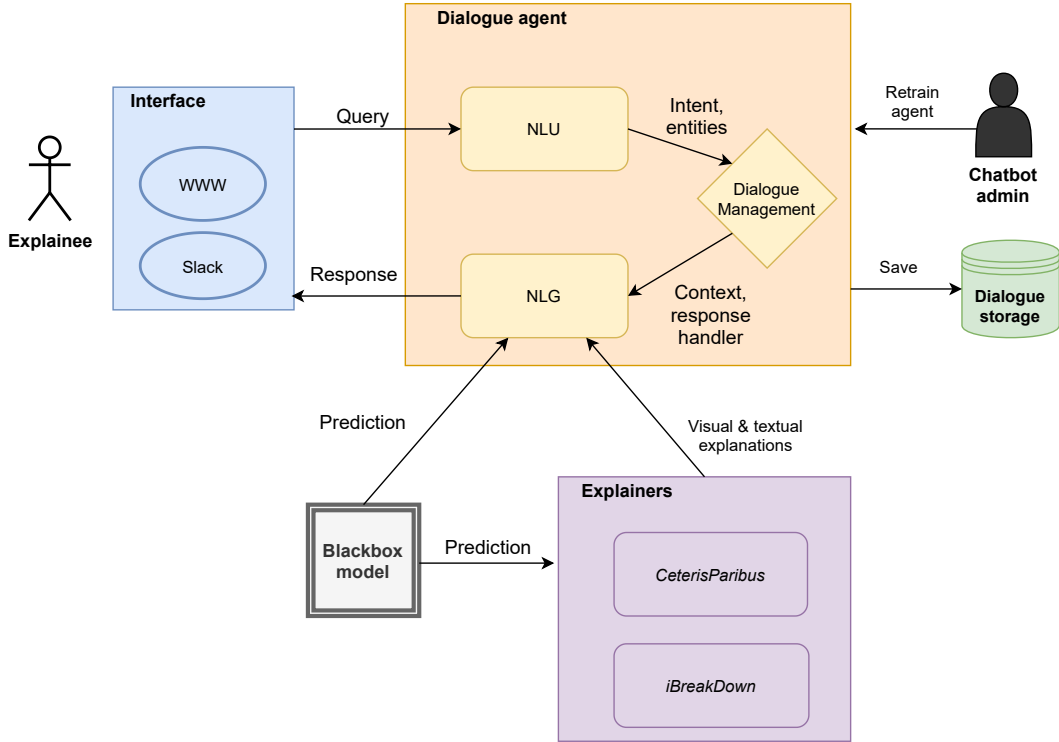 Dialogue agent
Interface
Query
NLU
Intent,
entities
Retrain
agent
WWW
Dialogue
Management
Chatbot
admin
Explainee
Slack
Response
NLG
Context,
response
handler
Save
Dialogue
storage
Prediction
Visual & textual
explanations
Explainers
Blackbox
model
Prediction
CeterisParibus
iBreakDown